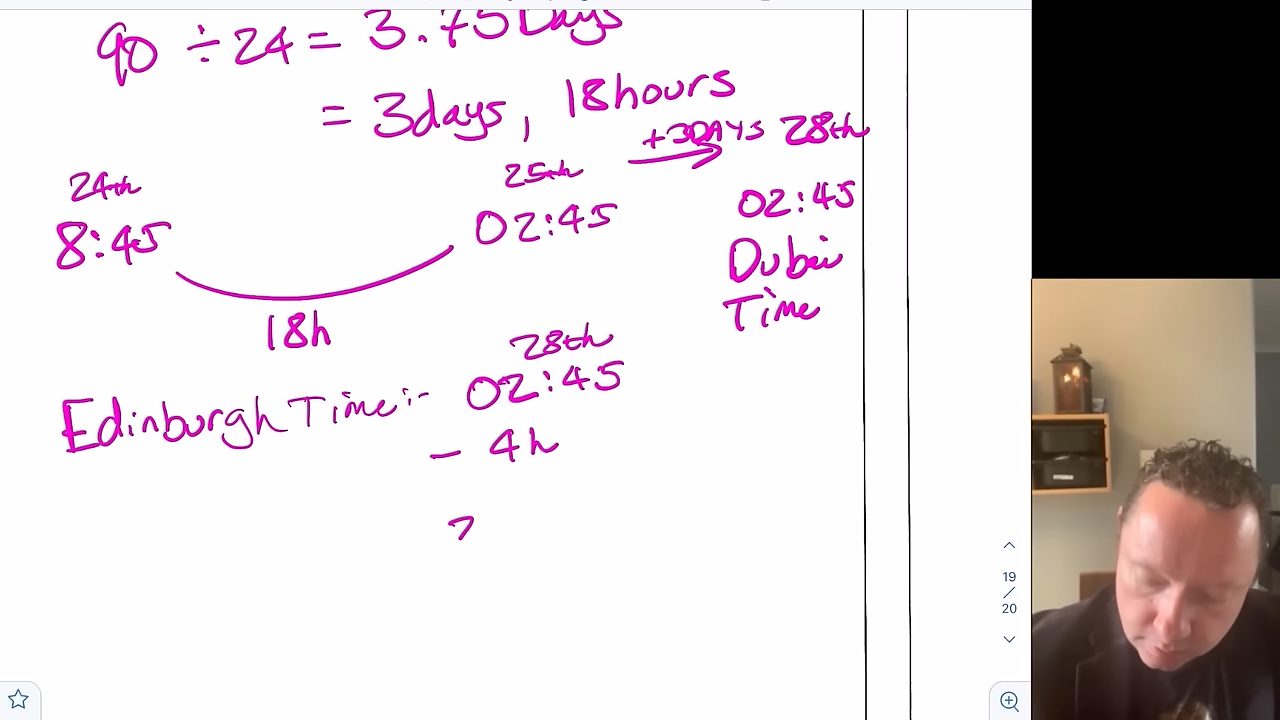 90 ÷ 24 = 3.75 Days
= 3days, 18hours
+3DAYS 28th
24th
8:45
25th
02:45
02:45
Dubai
Time
18h
28th
Edinburgh Time:- 02:45
- 4h
2
19
/
20